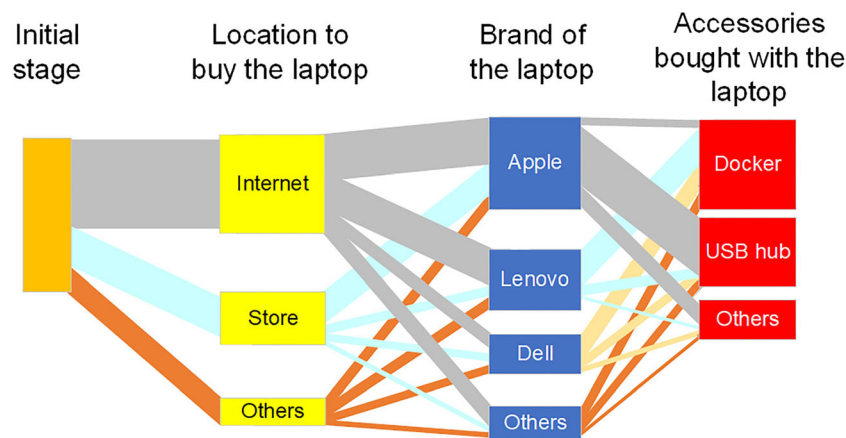 Initial
stage
Location to
buy the laptop
Brand of
the laptop
Accessories
bought with the
laptop
Internet
Store
Others
Apple
Lenovo
Dell
Others
Docker
USB hub
Others